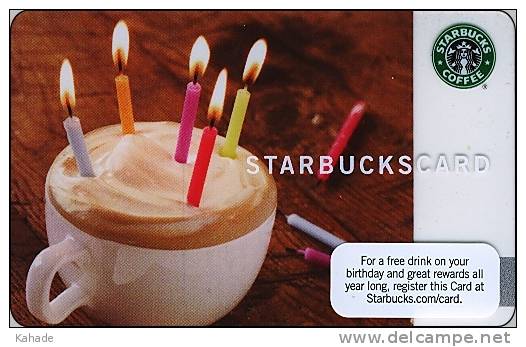 STARBUCKS
COFFEE
®
STARBUCKSCARD
For a free drink on your
birthday and great rewards all
year long, register this Card at
Starbucks.com/card.
Kahade
www.delcampe.net